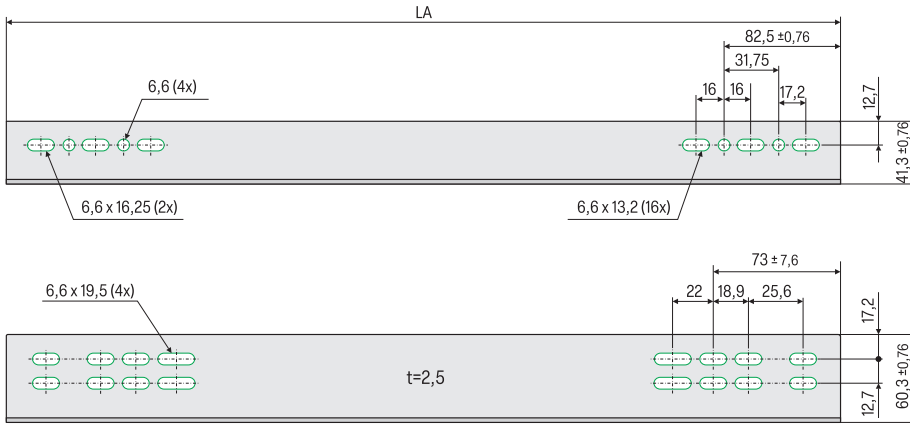 LA
82,5 ±0,76
31,75
6,6 (4x)
16
16
17,2
12,7
41,3 ±0,76
6,6 x 16,25 (2x)
6,6 x 13,2 (16x)
73 ± 7,6
6,6 x 19,5 (4x)
22
18,9
25,6
17,2
t=2,5
60,3 ±0,76
12,7